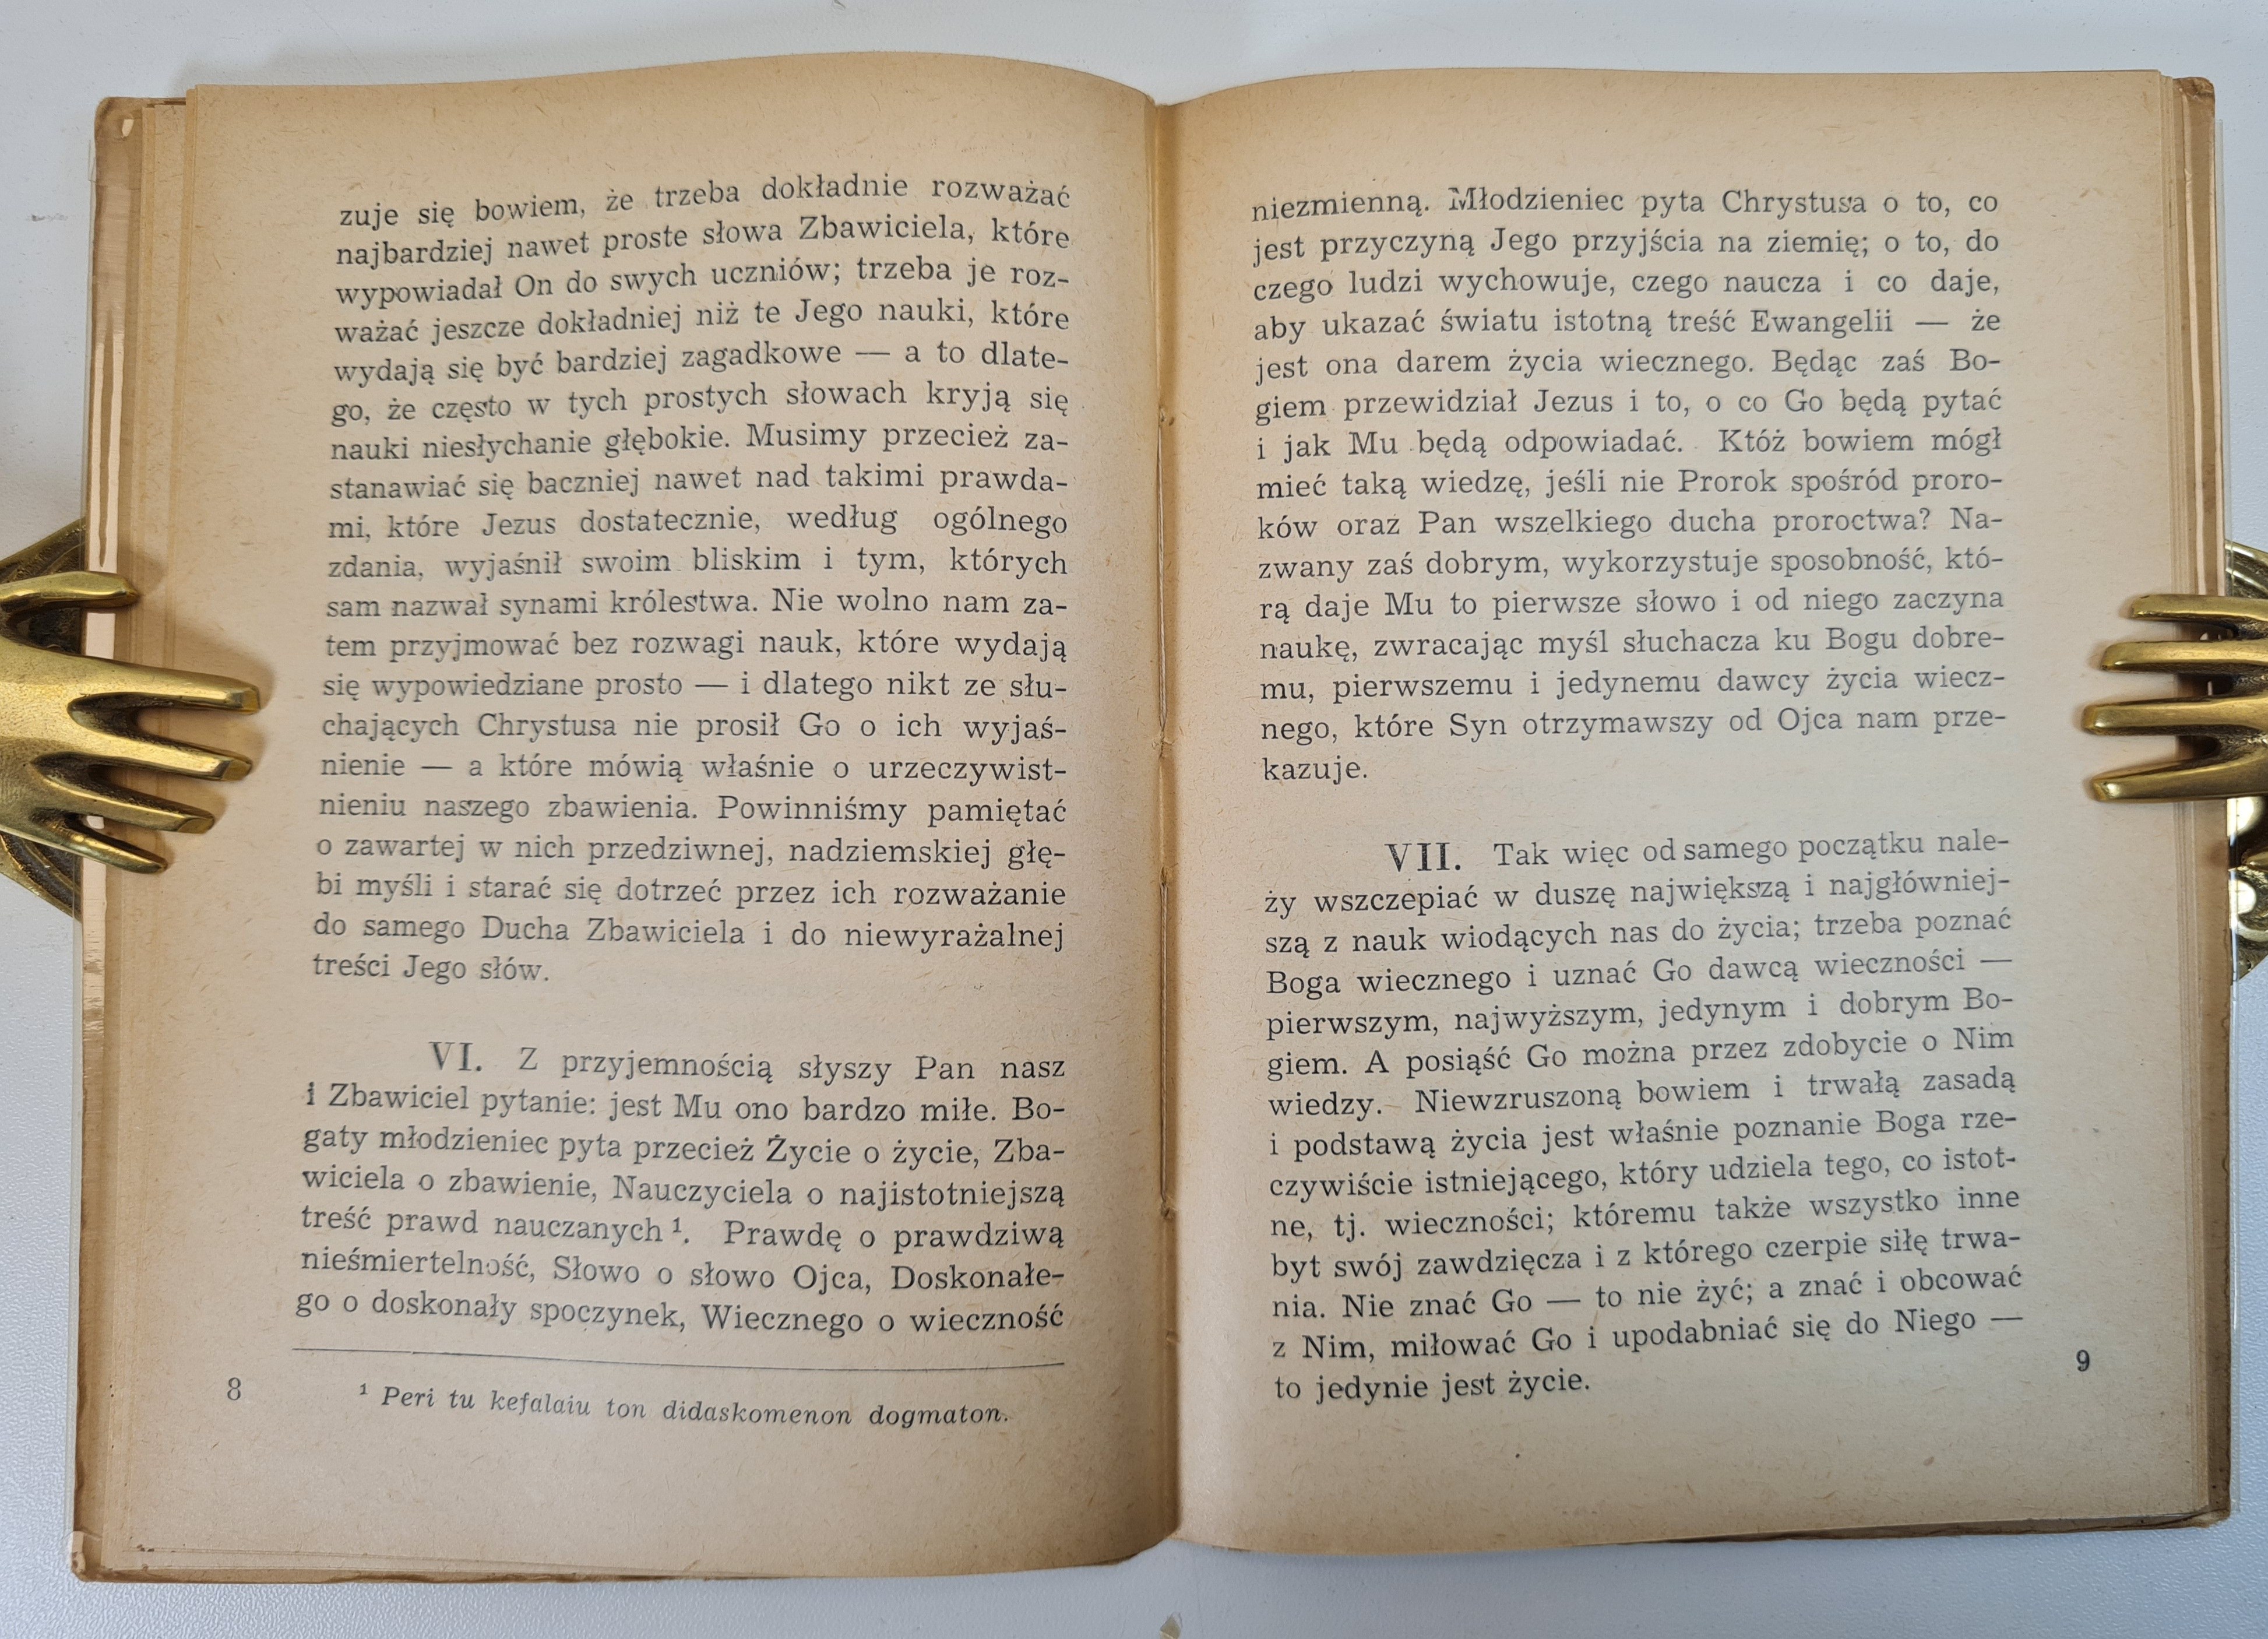 zuje się bowiem, że trzeba dokładnie rozważać
najbardziej nawet proste słowa Zbawiciela, które
wypowiadał On do swych uczniów; trzeba je roz-
ważać jeszcze dokładniej niż te Jego nauki, które
wydają się być bardziej zagadkowe — a to dlate-
go, że często w tych prostych słowach kryją się
nauki niesłychanie głębokie. Musimy przecież za-
stanawiać się baczniej nawet nad takimi prawda-
mi, które Jezus dostatecznie, według ogólnego
zdania, wyjaśnił swoim bliskim i tym, których
sam nazwał synami królestwa. Nie wolno nam za-
tem przyjmować bez rozwagi nauk, które wydają
się wypowiedziane prosto — i dlatego nikt ze słu-
chających Chrystusa nie prosił Go o ich wyjaś-
nienie — a które mówią właśnie o urzeczywist-
nieniu naszego zbawienia. Powinniśmy pamiętać
o zawartej w nich przedziwnej, nadziemskiej głę-
bi myśli i starać się dotrzeć przez ich rozważanie
do samego Ducha Zbawiciela i do niewyrażalnej
treści Jego słów.
VI. Z przyjemnością słyszy Pan nasz
i Zbawiciel pytanie: jest Mu ono bardzo miłe. Bo-
gaty młodzieniec pyta przecież Życie o życie, Zba-
wiciela o zbawienie, Nauczyciela o najistotniejszą
treść prawd nauczanych ¹. Prawdę o prawdziwą
nieśmiertelność, Słowo o słowo Ojca, Doskonałe-
go o doskonały spoczynek, Wiecznego o wieczność
¹ Peri tu kefalaiu ton didaskomenon dogmaton.
8
niezmienną. Młodzieniec pyta Chrystusa o to, co
jest przyczyną Jego przyjścia na ziemię; o to, do
czego ludzi wychowuje, czego naucza i co daje,
aby ukazać światu istotną treść Ewangelii — że
jest ona darem życia wiecznego. Będąc zaś Bo-
giem przewidział Jezus i to, o co Go będą pytać
i jak Mu będą odpowiadać. Któż bowiem mógł
mieć taką wiedzę, jeśli nie Prorok spośród proro-
ków oraz Pan wszelkiego ducha proroctwa? Na-
zwany zaś dobrym, wykorzystuje sposobność, któ-
rą daje Mu to pierwsze słowo i od niego zaczyna
naukę, zwracając myśl słuchacza ku Bogu dobre-
mu, pierwszemu i jedynemu dawcy życia wiecz-
nego, które Syn otrzymawszy od Ojca nam prze-
kazuje.
VII. Tak więc od samego początku nale-
ży wszczepiać w duszę największą i najgłówniej-
szą z nauk wiodących nas do życia; trzeba poznać
Boga wiecznego i uznać Go dawcą wieczności —
pierwszym, najwyższym, jedynym i dobrym Bo-
giem. A posiąść Go można przez zdobycie o Nim
wiedzy. Niewzruszoną bowiem i trwałą zasadą
i podstawą życia jest właśnie poznanie Boga rze-
czywiście istniejącego, który udziela tego, co istot-
ne, tj. wieczności; któremu także wszystko inne
byt swój zawdzięcza i z którego czerpie siłę trwa-
nia. Nie znać Go — to nie żyć; a znać i obcować
z Nim, miłować Go i upodabniać się do Niego —
to jedynie jest życie.
9